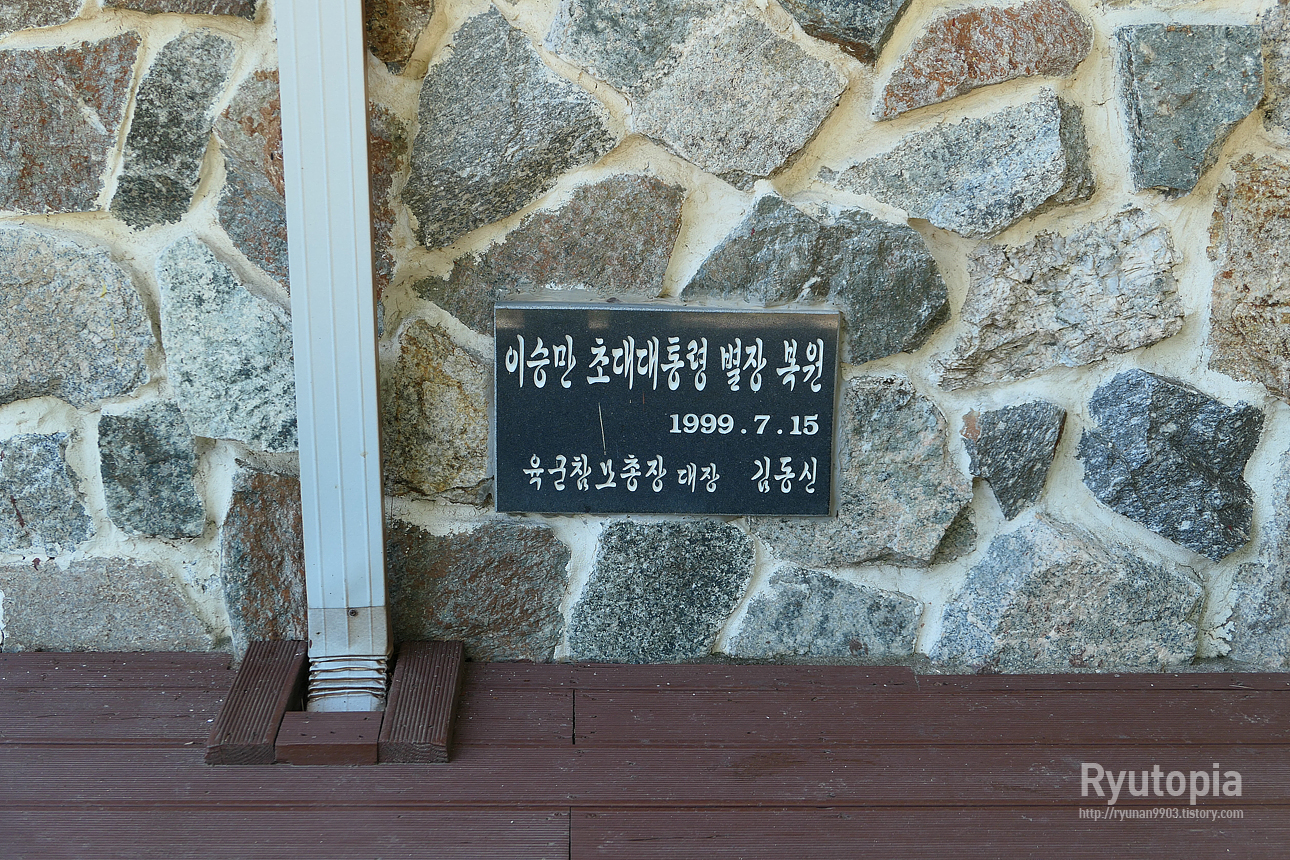 이승만 초대대통령 별장 복원
1999.7.15
육군참모총장 대장 김동신
Ryutopia
http://ryunan9903.tistory.com